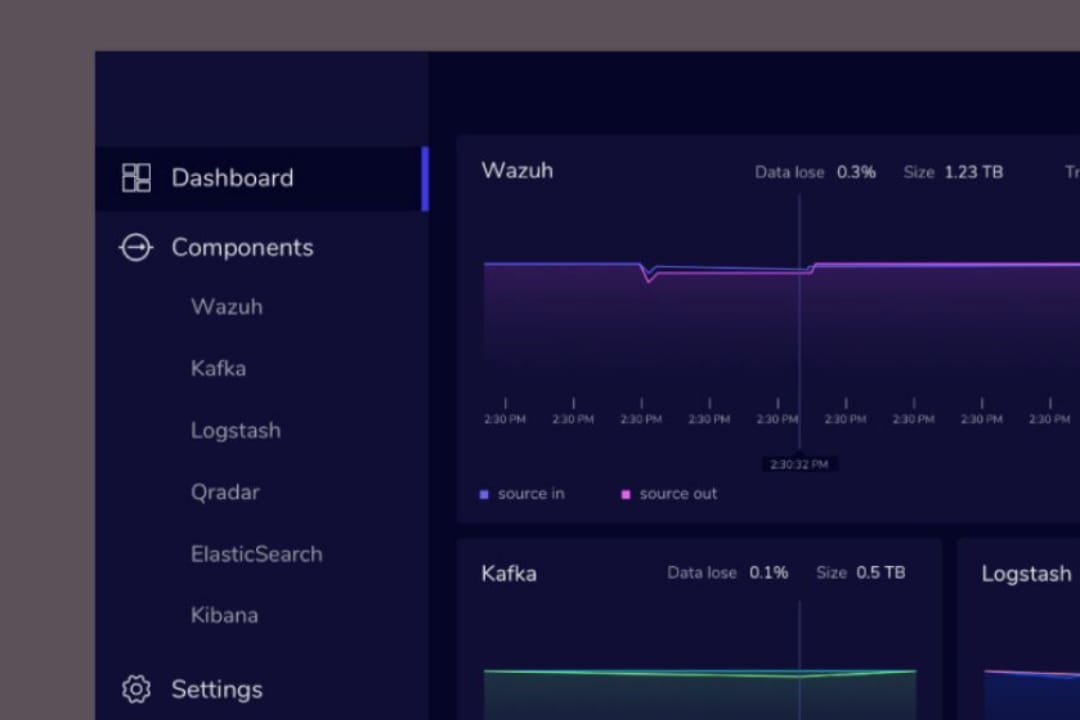 Dashboard
Components
Wazuh
Kafka
Logstash
Qradar
ElasticSearch
Kibana
Settings
Wazuh Data lose 0.3% Size 1.23 TB Tr
2:30 PM 2:30 PM 2:30 PM 2:30 PM 2:30 PM 2:30 PM 2:30 PM 2:30 PM 2:30 PM
2:30:32 PM
source in source out
Kafka Data lose 0.1% Size 0.5 TB
Logstash